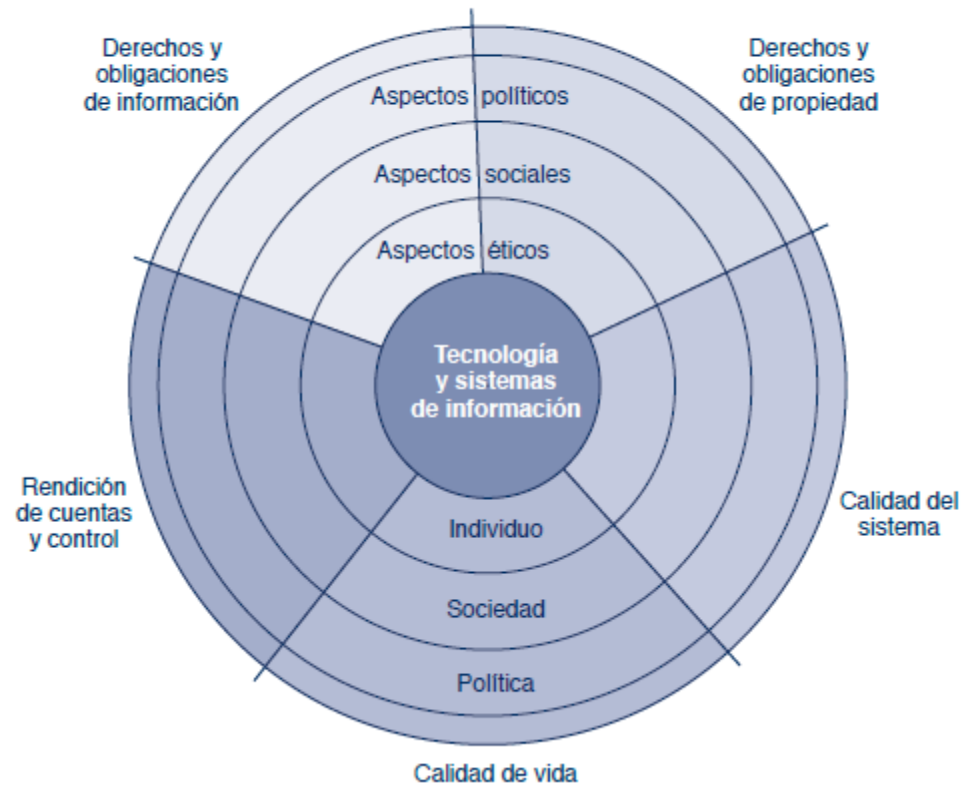 Derechos y
obligaciones
de información
Derechos y
obligaciones
de propiedad
Aspectos políticos
Aspectos sociales
Aspectos éticos
Tecnología
y sistemas
de información
Rendición
de cuentas
y control
Calidad del
sistema
Individuo
Sociedad
Política
Calidad de vida